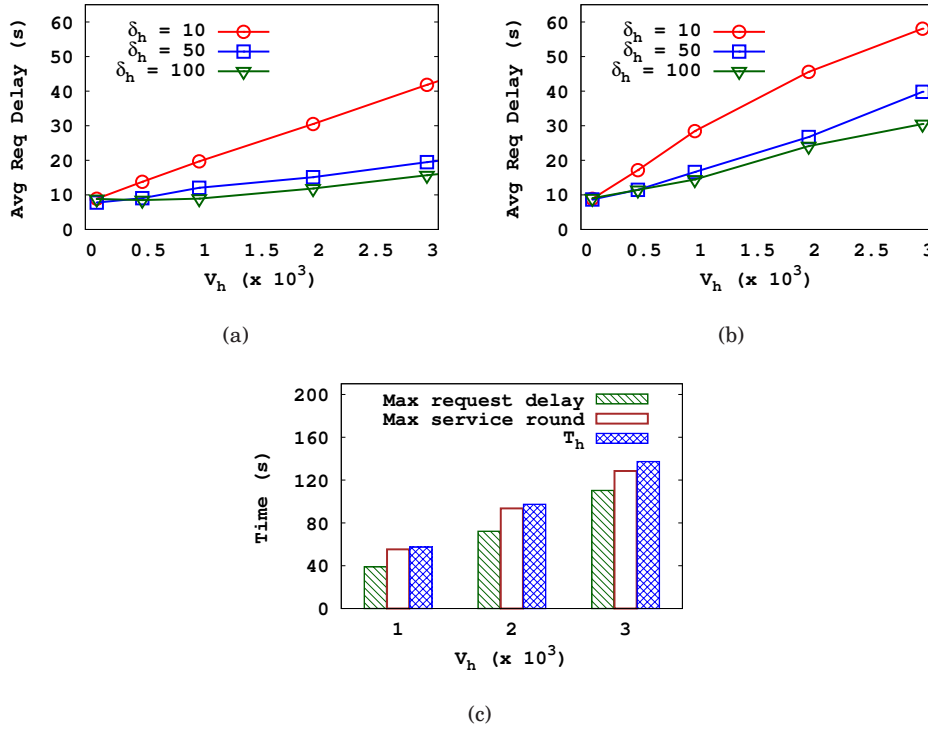 Avg Req Delay (s)
60
50
40
30
20
10
0
δh = 10
δh = 50
δh = 100
0 0.5 1 1.5 2 2.5 3
Vh (x 10³)
(a)
Avg Req Delay (s)
60
50
40
30
20
10
0
δh = 10
δh = 50
δh = 100
0 0.5 1 1.5 2 2.5 3
Vh (x 10³)
(b)
Time (s)
200
160
120
80
40
0
Max request delay
Max service round
Th
1 2 3
Vh (x 10³)
(c)